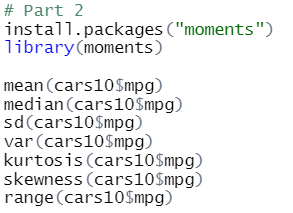 # Part 2
install.packages("moments")
library(moments)
mean(cars10$mpg)
median(cars10$mpg)
sd(cars10$mpg)
var(cars10$mpg)
kurtosis(cars10$mpg)
skewness(cars10$mpg)
range(cars10$mpg)